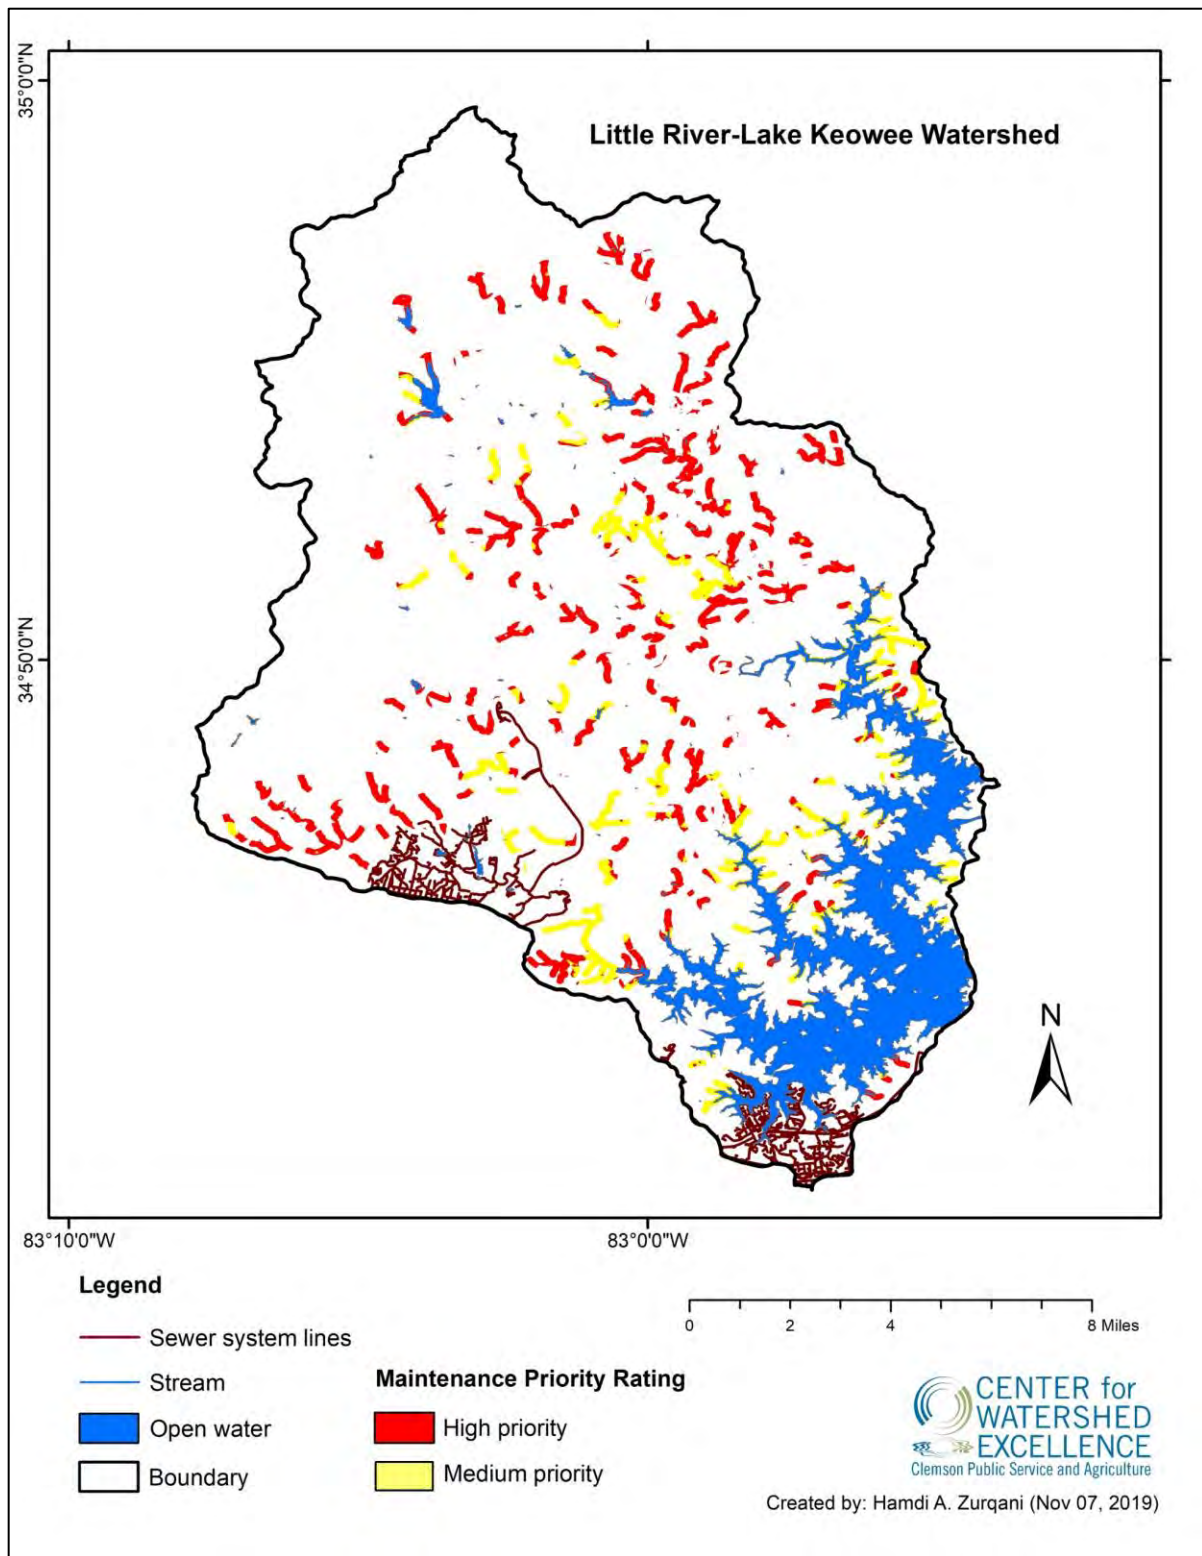 Little River-Lake Keowee Watershed
35°0'0"N
34°50'0"N
83°10'0"W
83°0'0"W
N
Legend
Sewer system lines
Stream
Open water
Boundary
Maintenance Priority Rating
High priority
Medium priority
0 2 4 8 Miles
CENTER for
WATERSHED
EXCELLENCE
Clemson Public Service and Agriculture
Created by: Hamdi A. Zurqani (Nov 07, 2019)